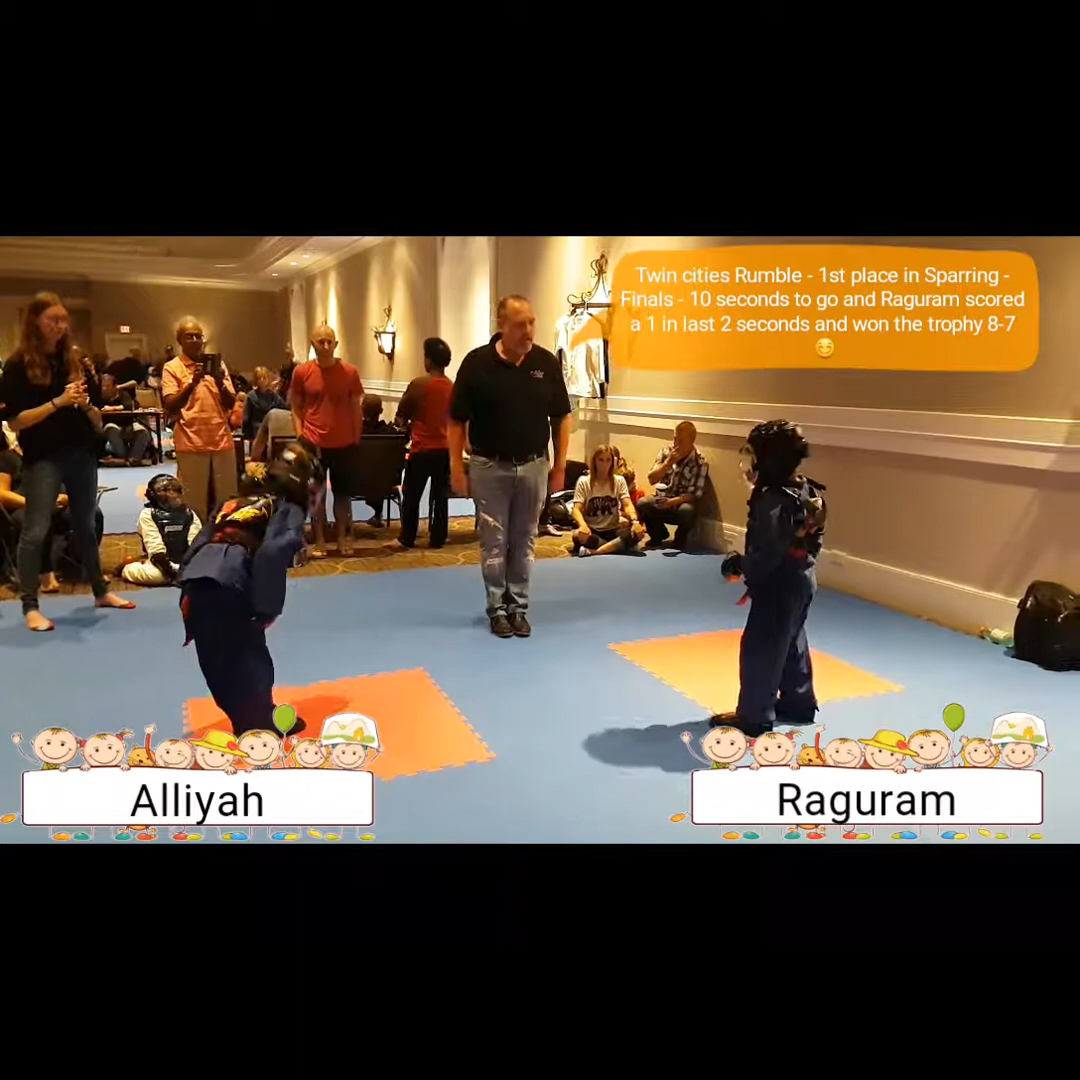 Twin cities Rumble - 1st place in Sparring -
Finals - 10 seconds to go and Raguram scored
a 1 in last 2 seconds and won the trophy 8-7
😊
Alliyah
Raguram